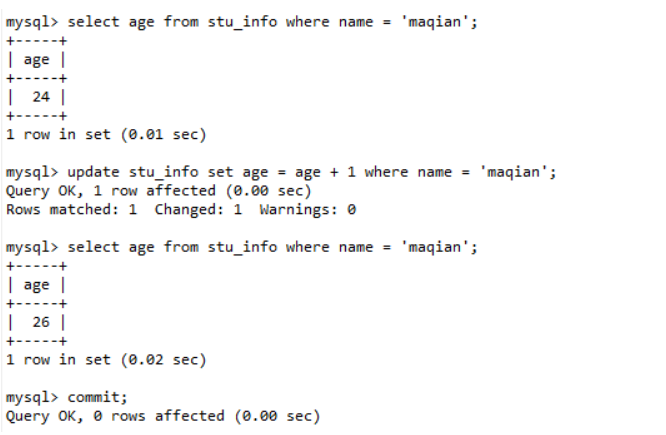 mysql> select age from stu_info where name = 'maqian';
+-----+
| age |
+-----+
|  24 |
+-----+
1 row in set (0.01 sec)
mysql> update stu_info set age = age + 1 where name = 'maqian';
Query OK, 1 row affected (0.00 sec)
Rows matched: 1  Changed: 1  Warnings: 0
mysql> select age from stu_info where name = 'maqian';
+-----+
| age |
+-----+
|  26 |
+-----+
1 row in set (0.02 sec)
mysql> commit;
Query OK, 0 rows affected (0.00 sec)